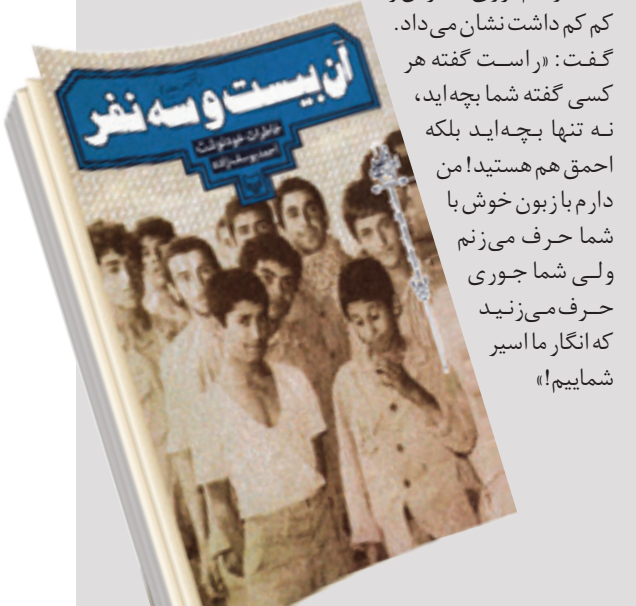 کم کم داشت نشان می‌داد.
گفت: «راست گفته هر
کسی گفته شما بچه‌اید،
نه تنها بچه‌اید بلکه
احمق هم هستید! من
دارم با زبون خوش با
شما حرف می‌زنم
ولی شما جوری
حرف می‌زنید
که انگار ما اسیر
شماییم!»
آن بیست و سه نفر
خاطرات خودنوشت
احمد یوسف‌زاده